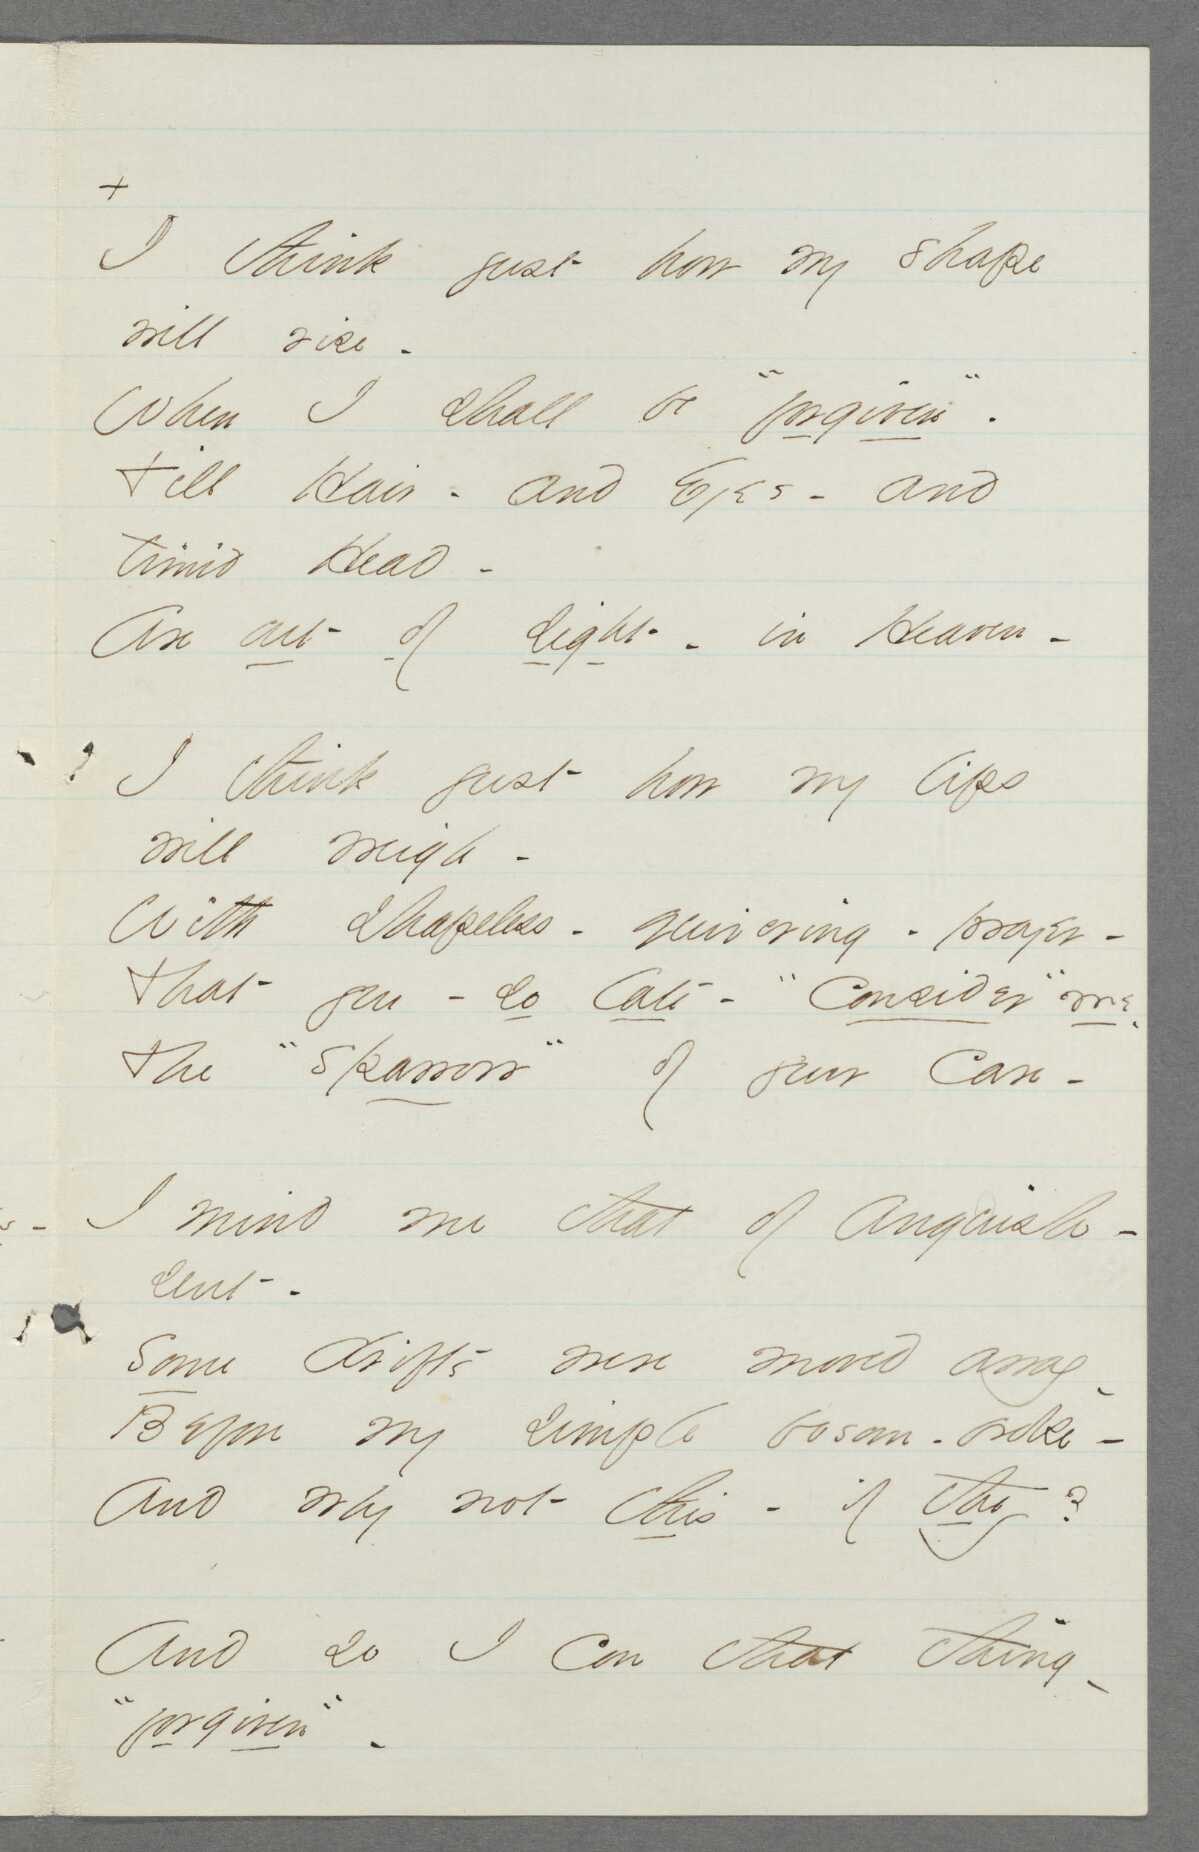 +
I think just how my shape
will rise -
When I shall be "forgiven" -
Till Hair - and Eyes - and
timid Head -
Are out of sight - in Heaven -
I think just how my lips
will weigh -
With shapeless - quivering - prayer -
That you - so late - "Consider" me -
The "Sparrow" of your Care -
I mind me that of Anguish -
sent -
Some drifts were moved away -
Before my simple bosom - broke -
And why not this - if they?
And so I con that thing -
"forgiven" -